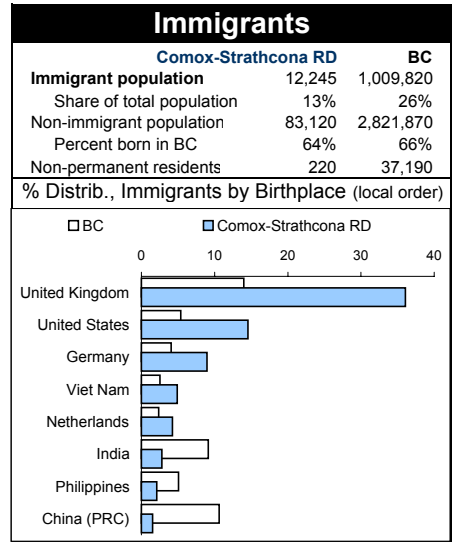 Immigrants
Comox-Strathcona RD BC
Immigrant population 12,245 1,009,820
Share of total population 13% 26%
Non-immigrant population 83,120 2,821,870
Percent born in BC 64% 66%
Non-permanent residents 220 37,190
% Distrib., Immigrants by Birthplace (local order)
BC Comox-Strathcona RD
0 10 20 30 40
United Kingdom
United States
Germany
Viet Nam
Netherlands
India
Philippines
China (PRC)